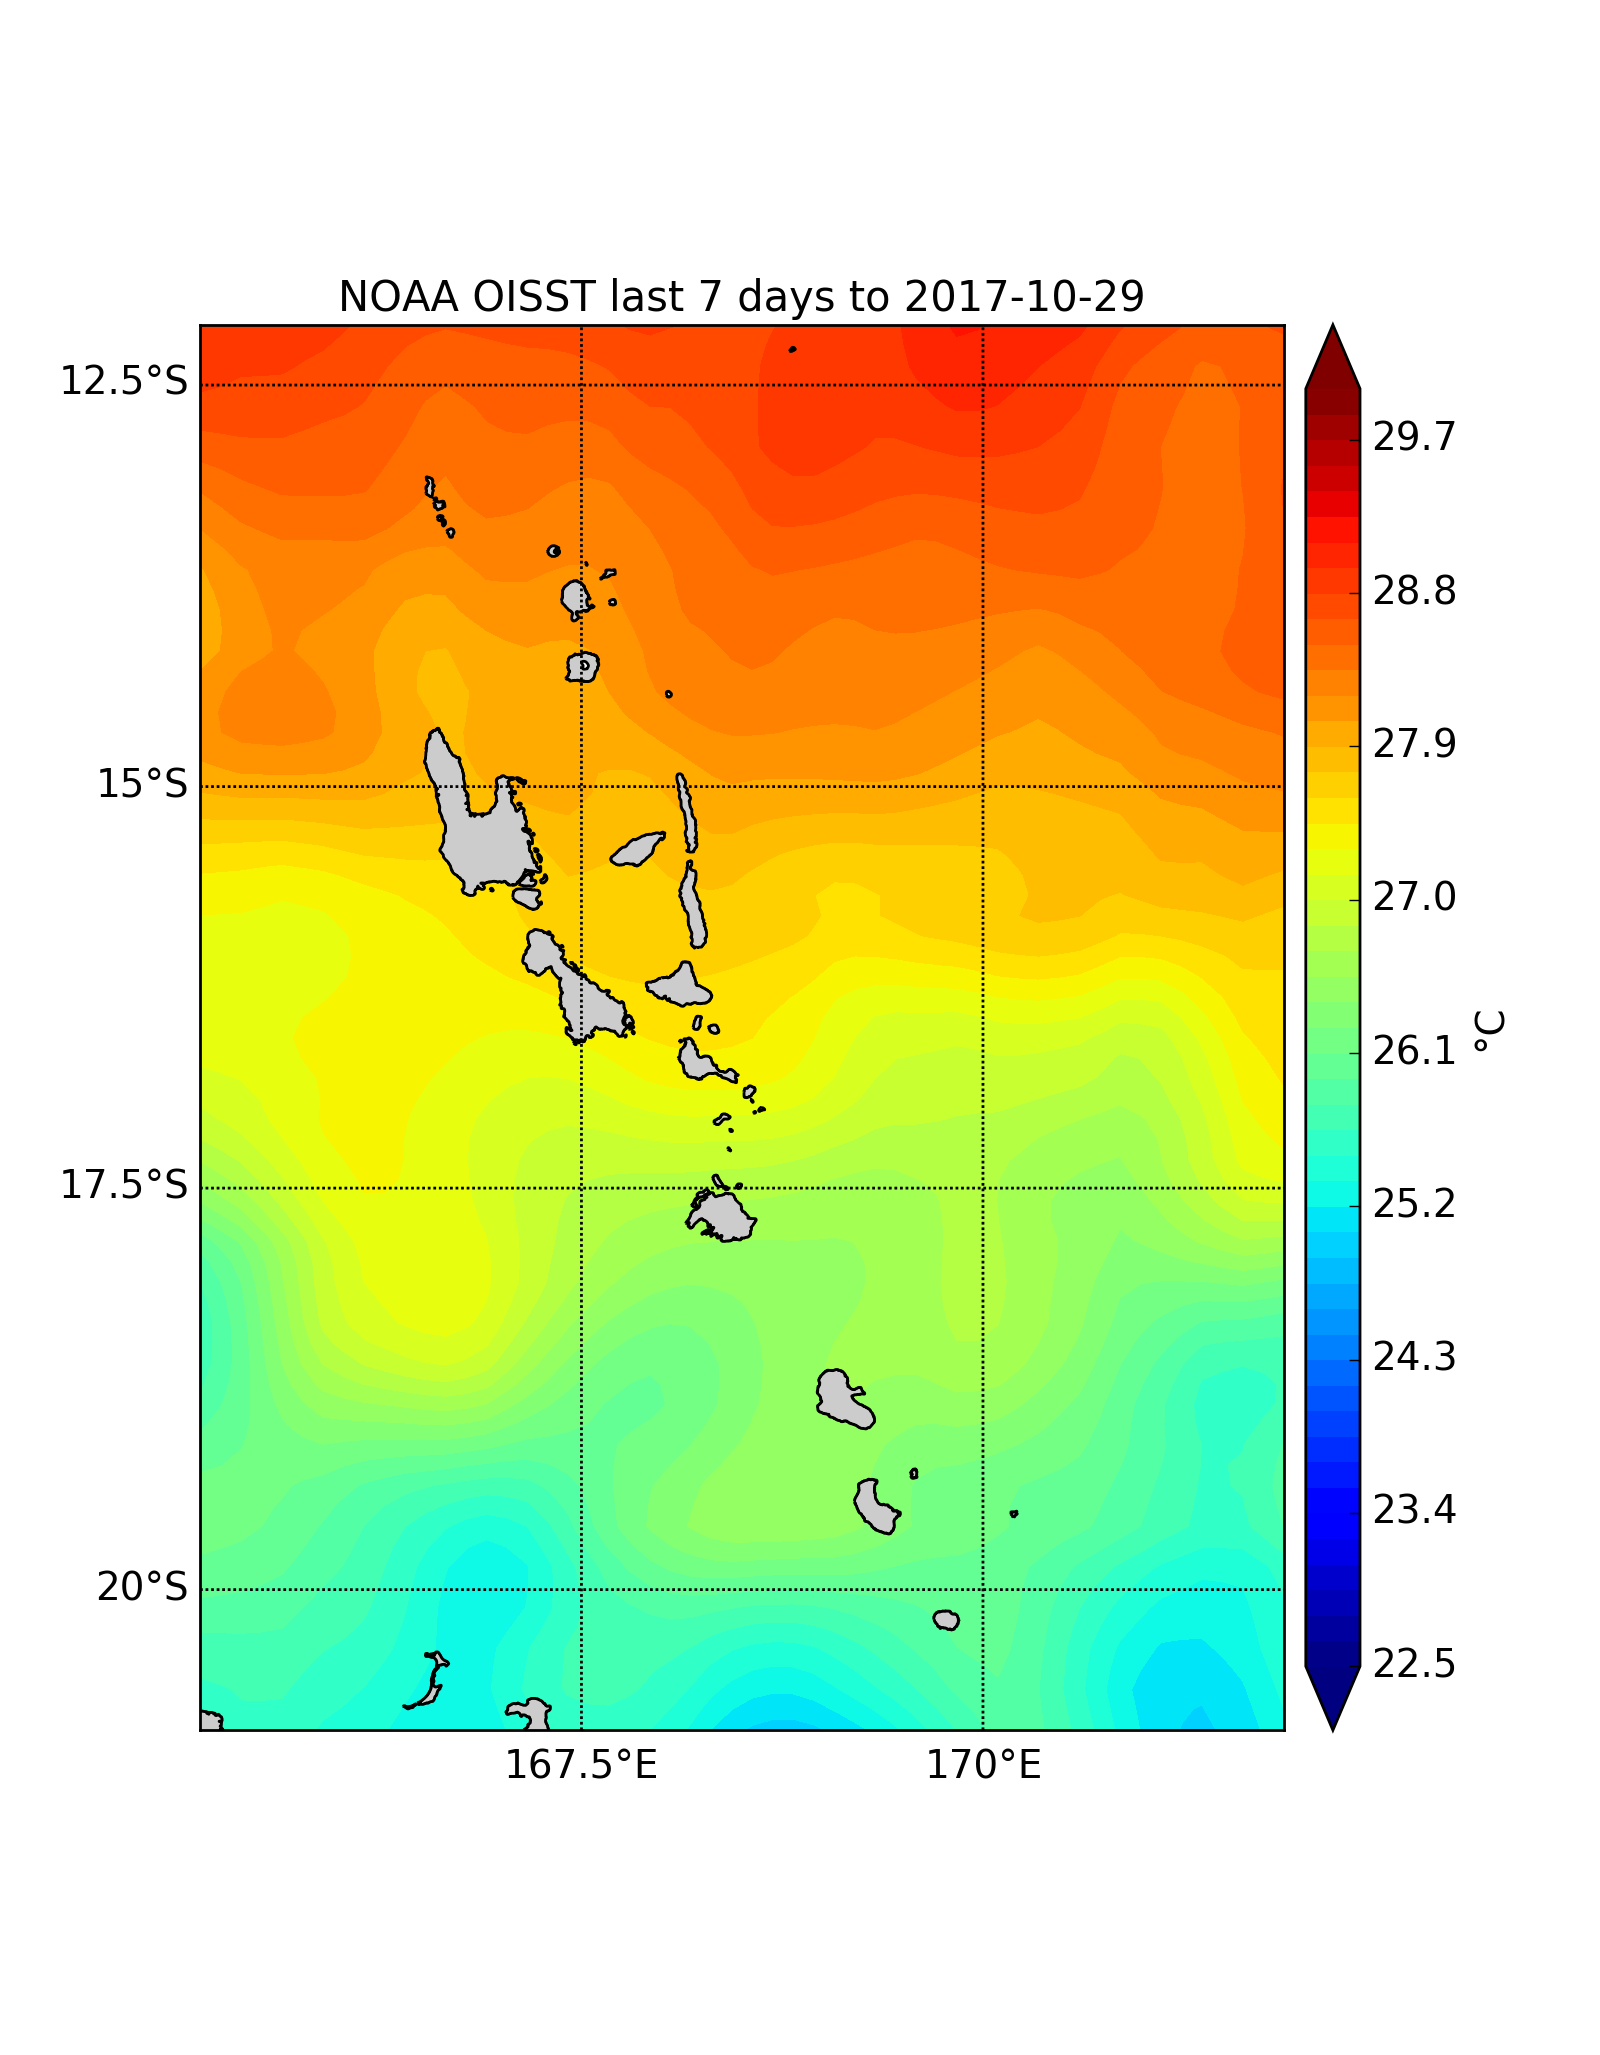 NOAA OISST last 7 days to 2017-10-29
12.5°S
15°S
17.5°S
20°S
167.5°E
170°E
29.7
28.8
27.9
27.0
26.1
25.2
24.3
23.4
22.5
°C